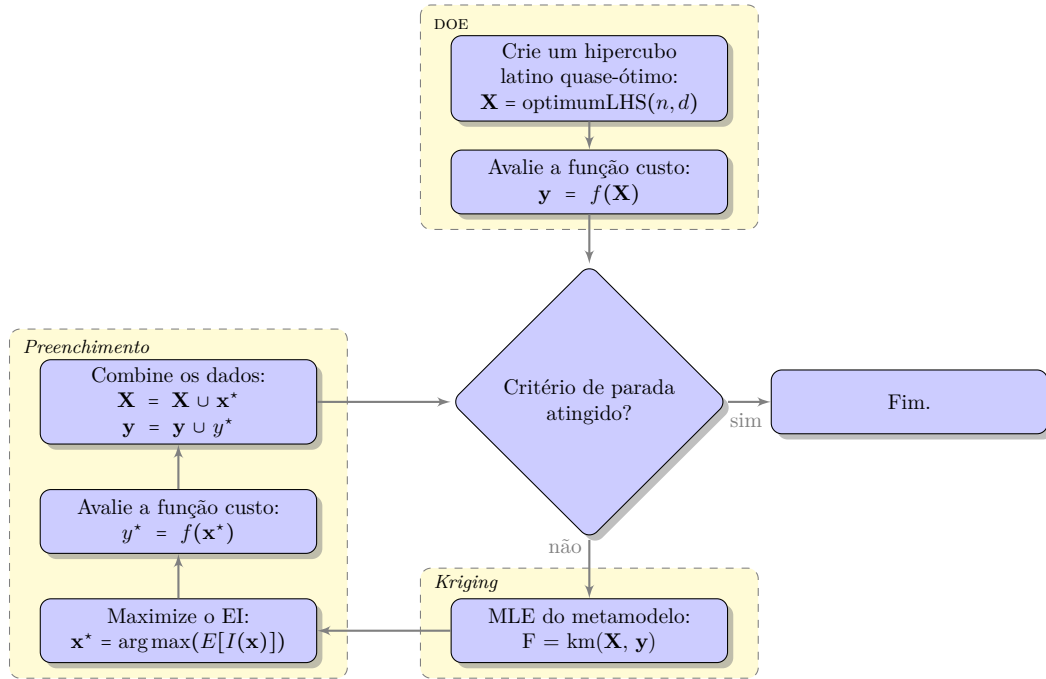 DOE
Crie um hipercubo
latino quase-ótimo:
𝐗 = optimumLHS(n, d)
Avalie a função custo:
𝐲 = f(𝐗)
Critério de parada
atingido?
sim
Fim.
não
Kriging
MLE do metamodelo:
F = km(𝐗, 𝐲)
Preenchimento
Combine os dados:
𝐗 = 𝐗 ∪ 𝐱⋆
𝐲 = 𝐲 ∪ y⋆
Avalie a função custo:
y⋆ = f(𝐱⋆)
Maximize o EI:
𝐱⋆ = arg max(E[I(𝐱)])